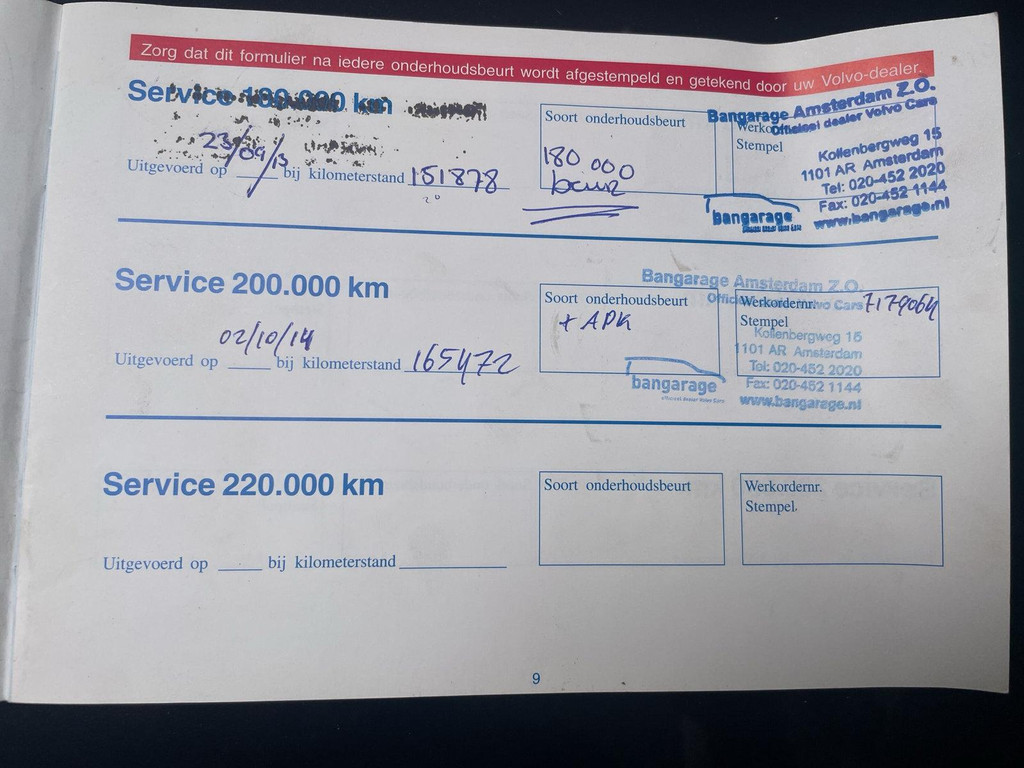 Zorg dat dit formulier na iedere onderhoudsbeurt wordt afgestempeld en getekend door uw Volvo-dealer.
Service 180.000 km
23/09/13
Uitgevoerd op ____ bij kilometerstand 151878
Soort onderhoudsbeurt
180 000
beurt
Stempel
Bangarage Amsterdam Z.O.
Officieel dealer Volvo Cars
Kollenbergweg 15
1101 AR Amsterdam
Tel: 020-452 2020
Fax: 020-452 1144
www.bangarage.nl
bangarage
Service 200.000 km
02/10/14
Uitgevoerd op ____ bij kilometerstand 165472
Soort onderhoudsbeurt
+ APK
Werkordernr. 7179064
Stempel
Bangarage Amsterdam Z.O.
Kollenbergweg 15
1101 AR Amsterdam
Tel: 020-452 2020
Fax: 020-452 1144
www.bangarage.nl
bangarage
Service 220.000 km
Uitgevoerd op ____ bij kilometerstand
Soort onderhoudsbeurt
Werkordernr.
Stempel
9